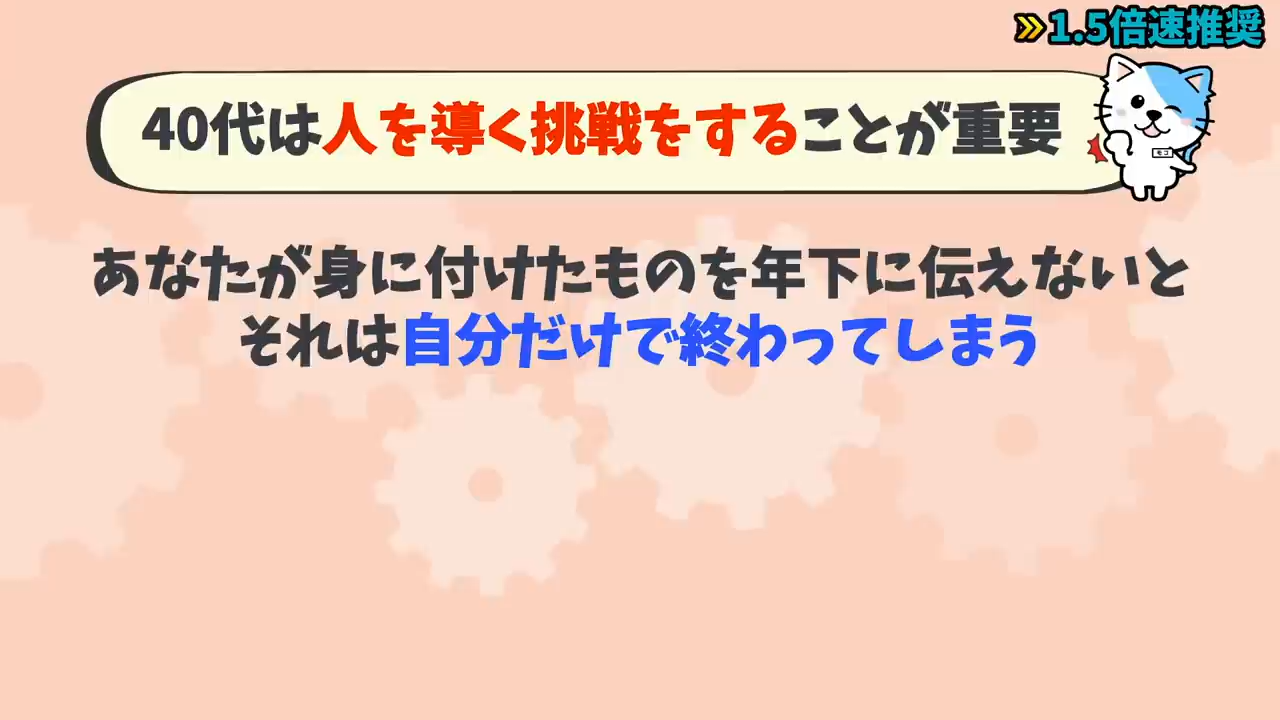 1.5倍速推奨
40代は人を導く挑戦をすることが重要
モコ
あなたが身に付けたものを年下に伝えないと
それは自分だけで終わってしまう